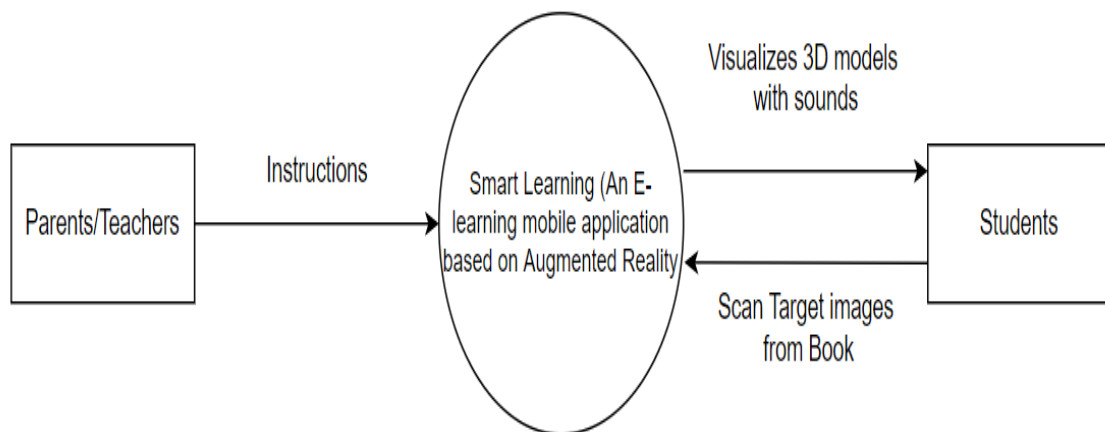 Parents/Teachers
Instructions
Smart Learning (An E-
learning mobile application
based on Augmented Reality
Visualizes 3D models
with sounds
Scan Target images
from Book
Students